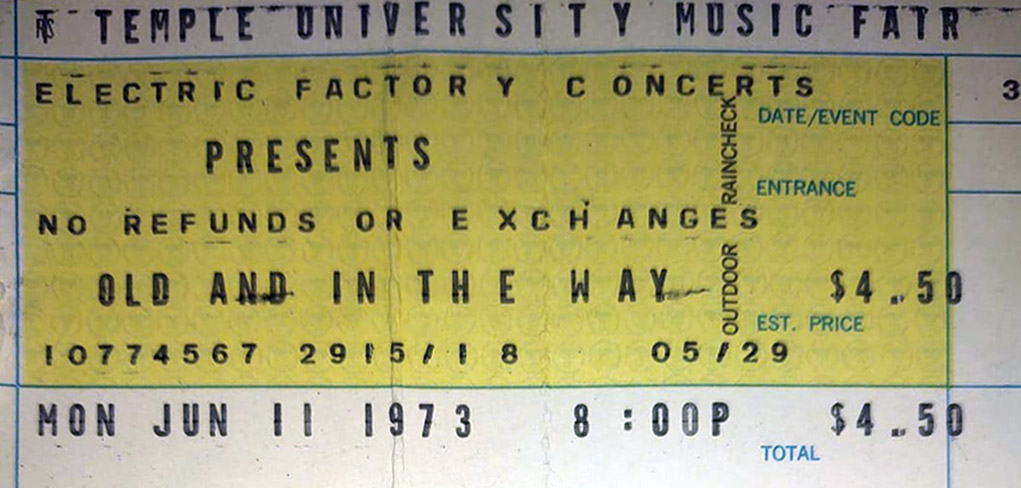 TEMPLE UNIVERSITY MUSIC FAIR
ELECTRIC FACTORY CONCERTS
3
DATE/EVENT CODE
PRESENTS
ENTRANCE
NO REFUNDS OR EXCHANGES
OUTDOOR RAINCHECK
OLD AND IN THE WAY $4.50
EST. PRICE
10774567 2915/18 05/29
MON JUN 11 1973 8:00P $4.50
TOTAL